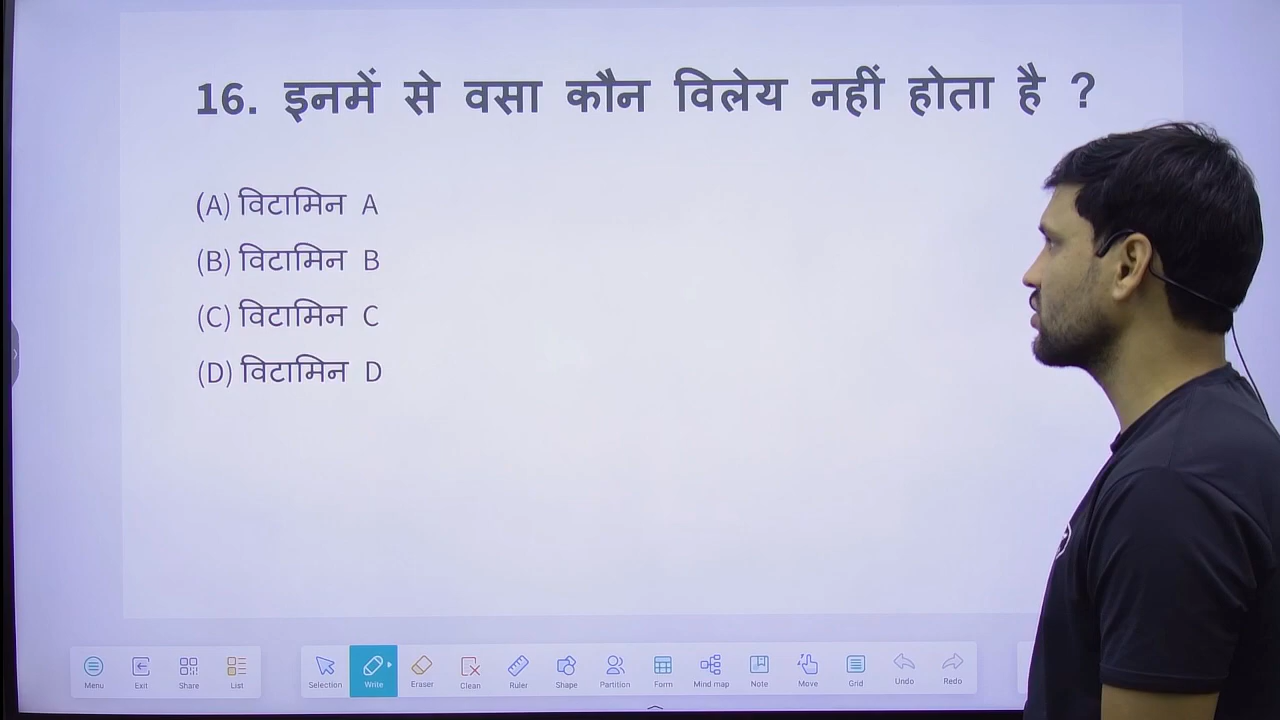 16. इनमें से वसा कौन विलेय नहीं होता है ?
(A) विटामिन A
(B) विटामिन B
(C) विटामिन C
(D) विटामिन D
Menu Exit Share List Selection Write Eraser Clean Ruler Shape Partition Form Mind map Note Move Grid Undo Redo